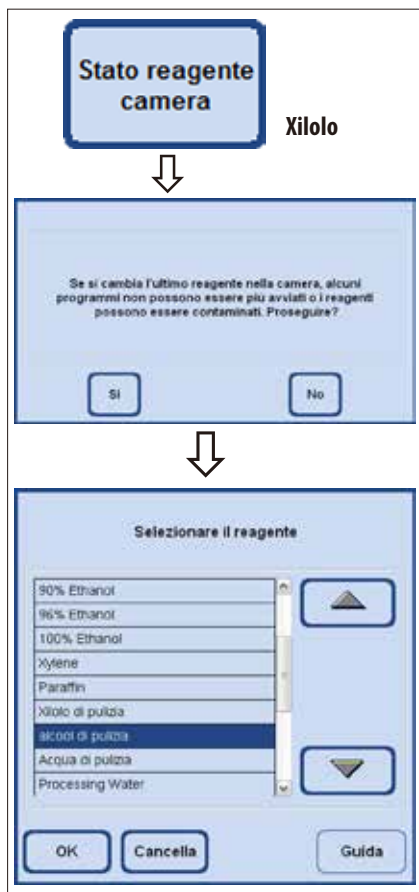 Stato reagente
camera
Xilolo
Se si cambia l'ultimo reagente nella camera, alcuni
programmi non possono essere piu avviati o i reagenti
possono essere contaminati. Proseguire?
Si
No
Selezionare il reagente
90% Ethanol
96% Ethanol
100% Ethanol
Xylene
Paraffin
Xilolo di pulizia
alcool di pulizia
Acqua di pulizia
Processing Water
OK
Cancella
Guida